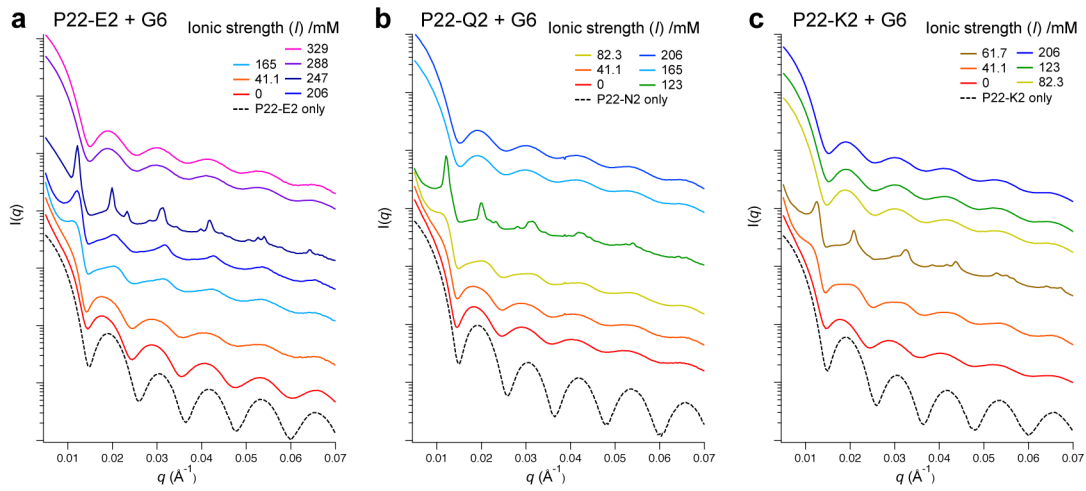 a P22-E2 + G6
Ionic strength (I) /mM
329
165 288
41.1 247
0 206
P22-E2 only
I(q)
0.01 0.02 0.03 0.04 0.05 0.06 0.07
q (Å⁻¹)
b P22-Q2 + G6
Ionic strength (I) /mM
82.3 206
41.1 165
0 123
P22-N2 only
I(q)
0.01 0.02 0.03 0.04 0.05 0.06 0.07
q (Å⁻¹)
c P22-K2 + G6
Ionic strength (I) /mM
61.7 206
41.1 123
0 82.3
P22-K2 only
I(q)
0.01 0.02 0.03 0.04 0.05 0.06 0.07
q (Å⁻¹)